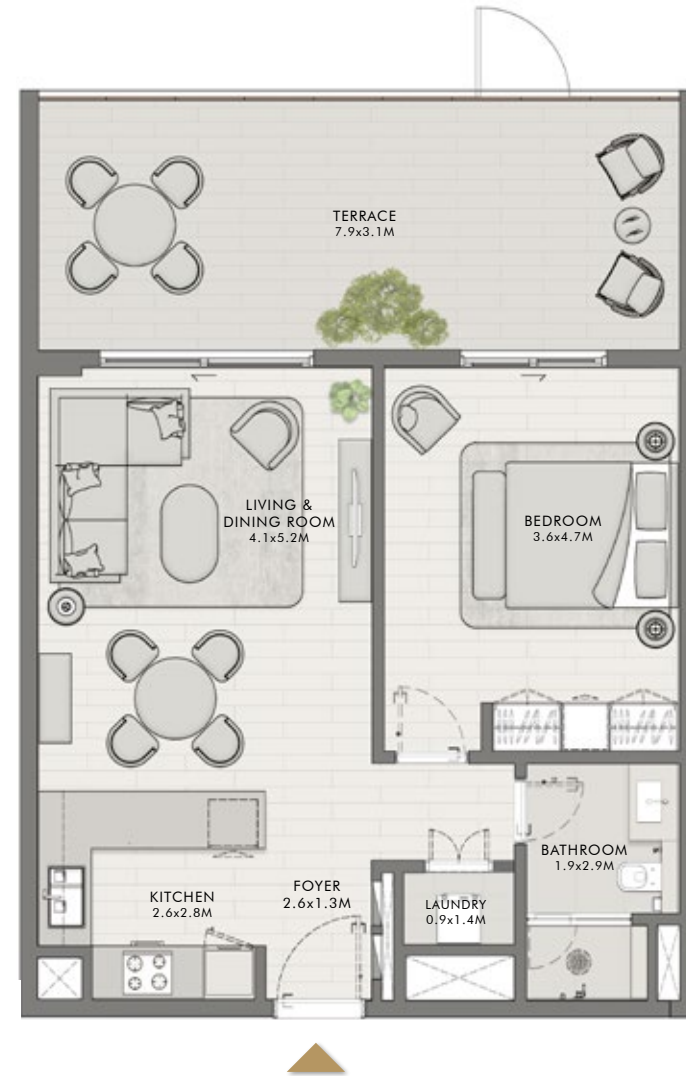 TERRACE
7.9x3.1M
LIVING &
DINING ROOM
4.1x5.2M
BEDROOM
3.6x4.7M
BATHROOM
1.9x2.9M
KITCHEN
2.6x2.8M
FOYER
2.6x1.3M
LAUNDRY
0.9x1.4M